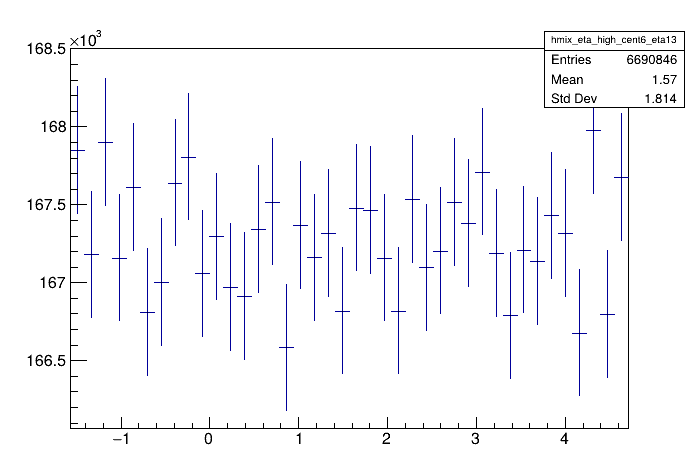 ×10³
hmix_eta_high_cent6_eta13
Entries 6690846
Mean 1.57
Std Dev 1.814
168.5
168
167.5
167
166.5
−1 0 1 2 3 4